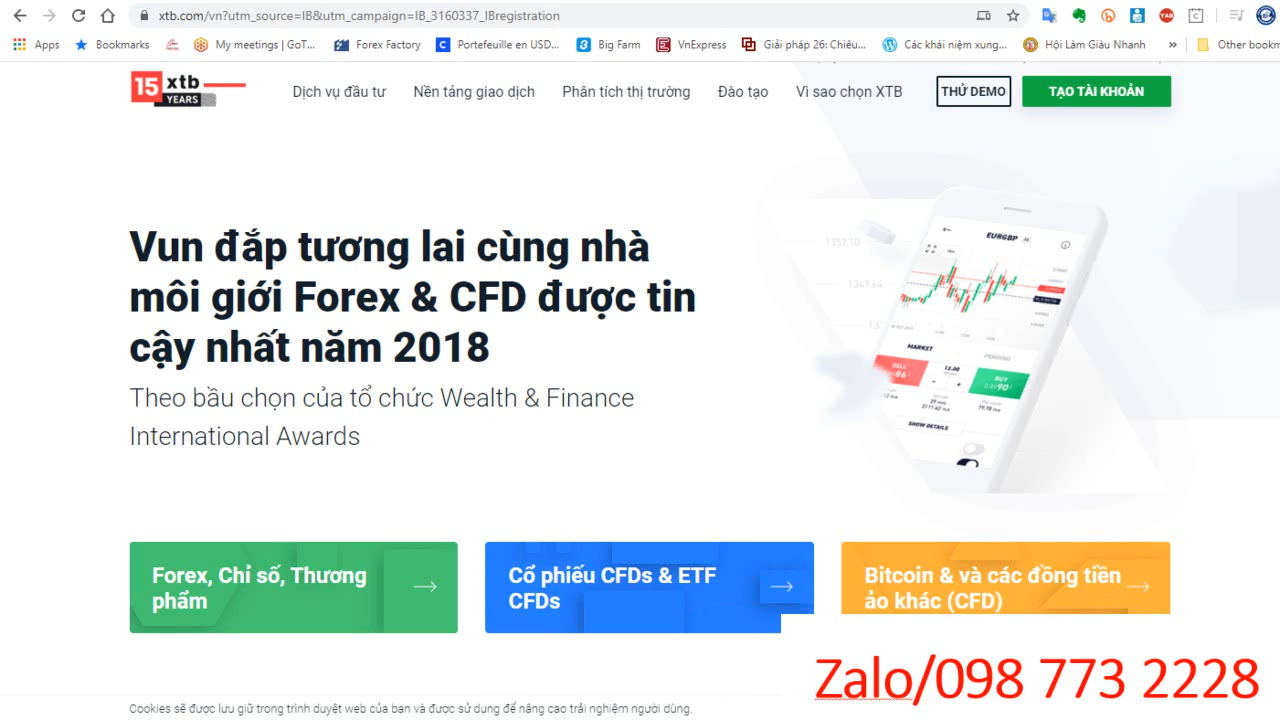 xtb.com/vn?utm_source=IB&utm_campaign=IB_3160337_IBregistration
Apps Bookmarks My meetings | GoT... Forex Factory Portefeuille en USD... Big Farm VnExpress Giải pháp 26: Chiêu... Các khái niệm xung... Hội Làm Giàu Nhanh » Other bookm
15 xtb YEARS
Dịch vụ đầu tư Nền tảng giao dịch Phân tích thị trường Đào tạo Vì sao chọn XTB THỬ DEMO TẠO TÀI KHOẢN
Vun đắp tương lai cùng nhà
môi giới Forex & CFD được tin
cậy nhất năm 2018
Theo bầu chọn của tổ chức Wealth & Finance
International Awards
1357.10
1347.64
EURGBP
MARKET
PENDING
SELL
BUY
12.00
SHOW DETAILS
Forex, Chỉ số, Thương
phẩm
Cổ phiếu CFDs & ETF
CFDs
Bitcoin & và các đồng tiền
ảo khác (CFD)
Zalo/098 773 2228
Cookies sẽ được lưu giữ trong trình duyệt web của bạn và được sử dụng để nâng cao trải nghiệm người dùng.